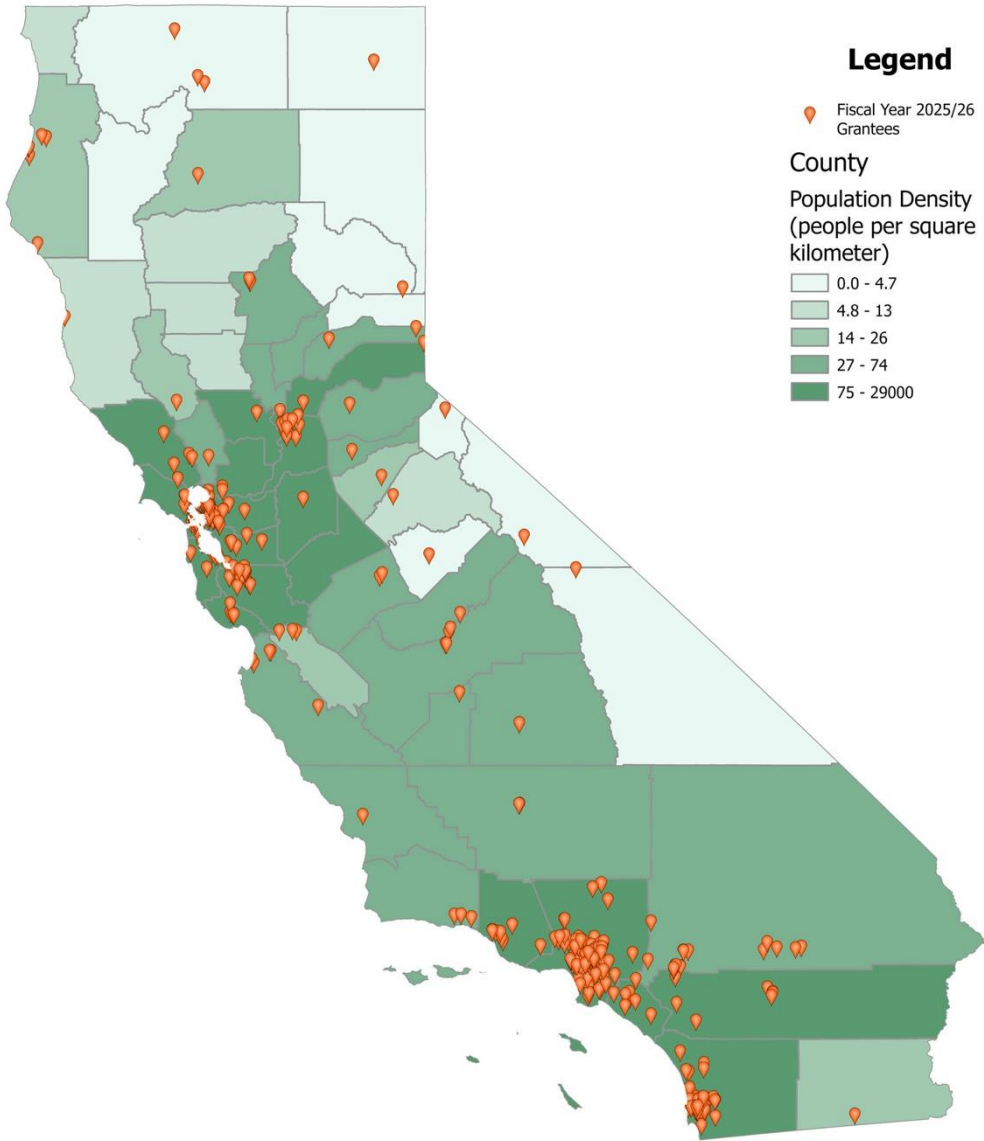 Legend
Fiscal Year 2025/26
Grantees
County
Population Density
(people per square
kilometer)
0.0 - 4.7
4.8 - 13
14 - 26
27 - 74
75 - 29000